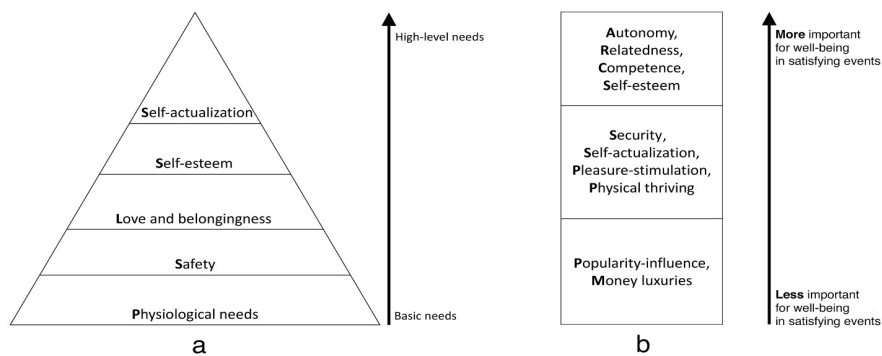 High-level needs
Self-actualization
Self-esteem
Love and belongingness
Safety
Physiological needs
Basic needs
a
Autonomy,
Relatedness,
Competence,
Self-esteem
Security,
Self-actualization,
Pleasure-stimulation,
Physical thriving
Popularity-influence,
Money luxuries
More important
for well-being
in satisfying events
Less important
for well-being
in satisfying events
b